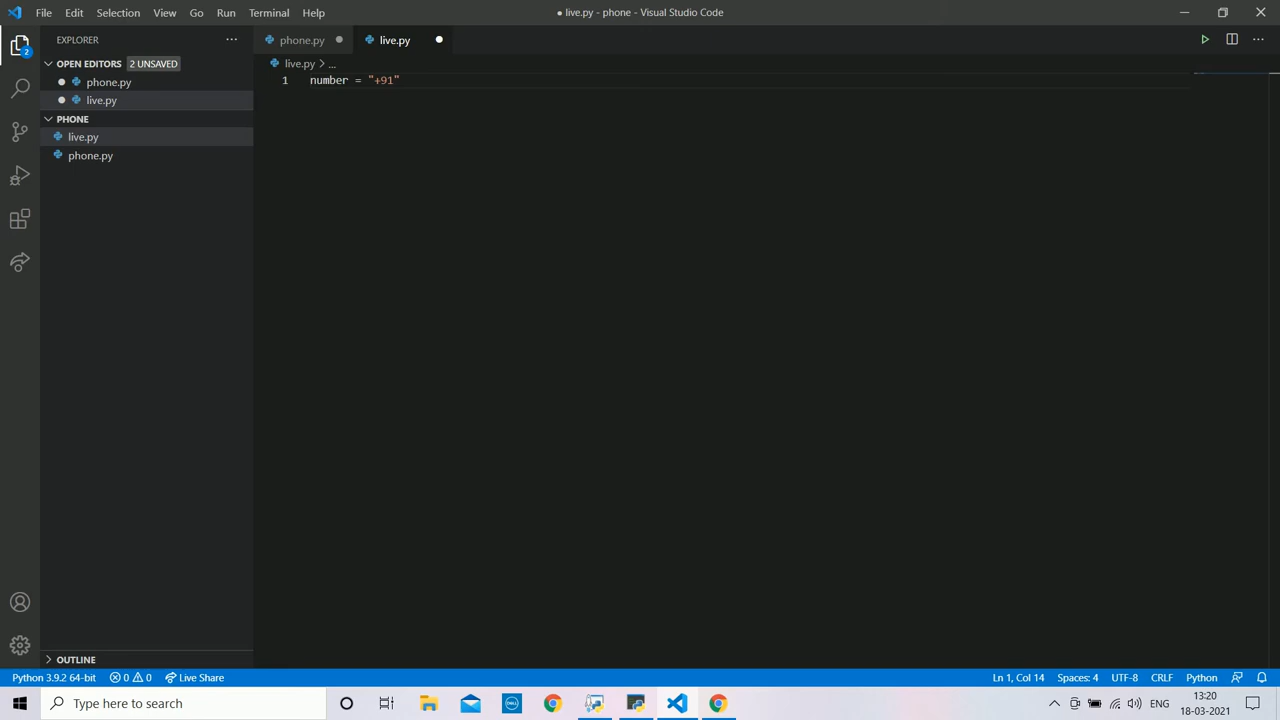 File Edit Selection View Go Run Terminal Help
● live.py - phone - Visual Studio Code
EXPLORER
phone.py
live.py
OPEN EDITORS 2 UNSAVED
live.py > ...
phone.py
1 number = "+91"
live.py
PHONE
live.py
phone.py
OUTLINE
2
Python 3.9.2 64-bit 0 0 Live Share
Ln 1, Col 14 Spaces: 4 UTF-8 CRLF Python
Type here to search
DELL
ENG
13:20
18-03-2021